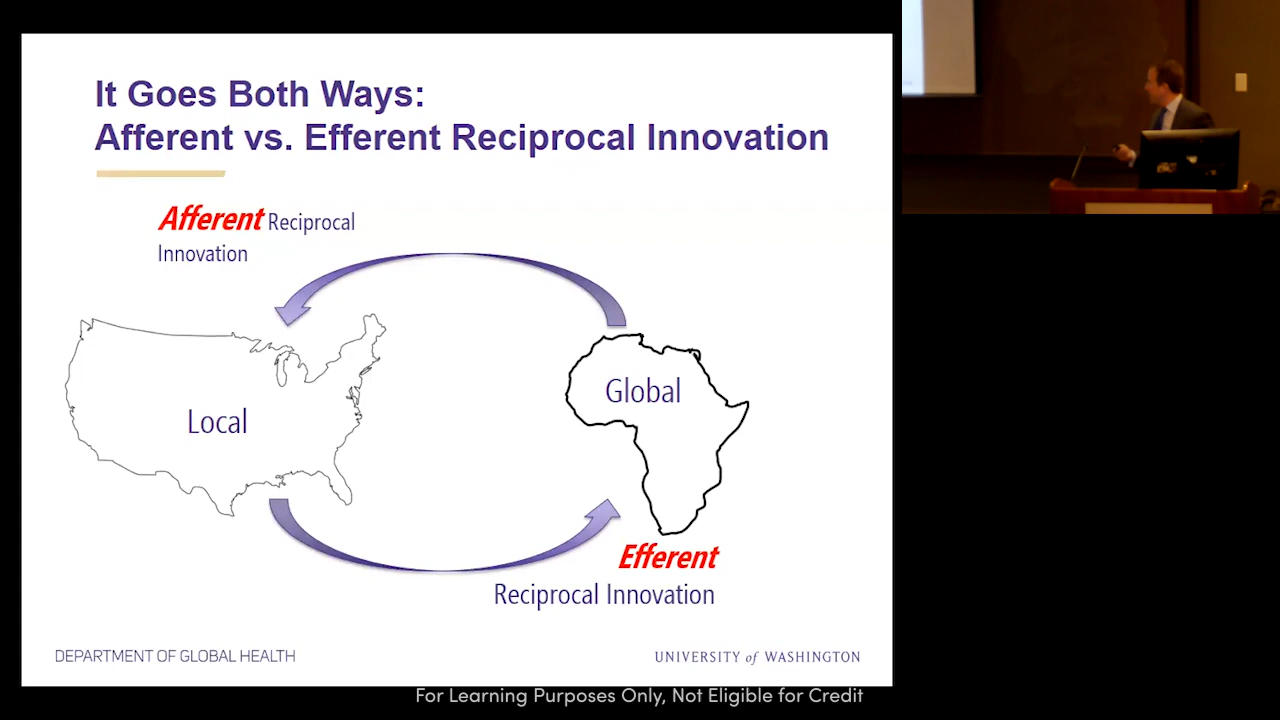 It Goes Both Ways:
Afferent vs. Efferent Reciprocal Innovation
Afferent Reciprocal
Innovation
Local
Global
Efferent
Reciprocal Innovation
DEPARTMENT OF GLOBAL HEALTH
UNIVERSITY of WASHINGTON
For Learning Purposes Only, Not Eligible for Credit